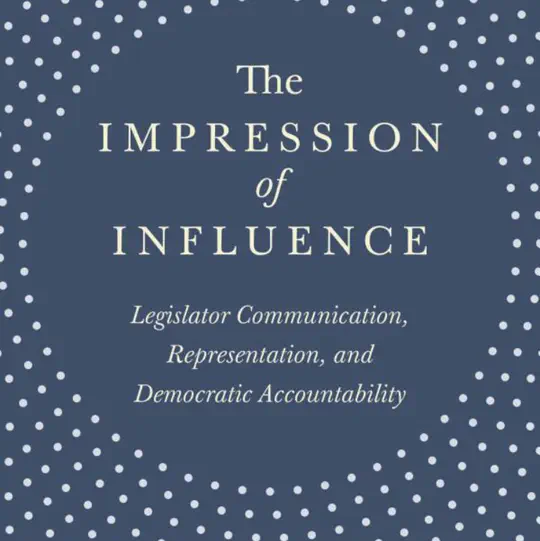 The
IMPRESSION
of
INFLUENCE
Legislator Communication,
Representation, and
Democratic Accountability